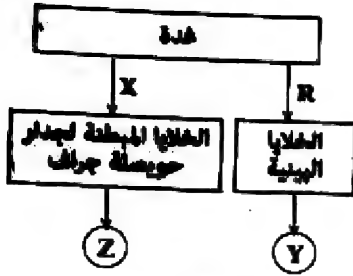 غدة
X
R
الخلايا المبطنة لجدار
حويصلة جراف
الخلايا
البينية
Z
Y